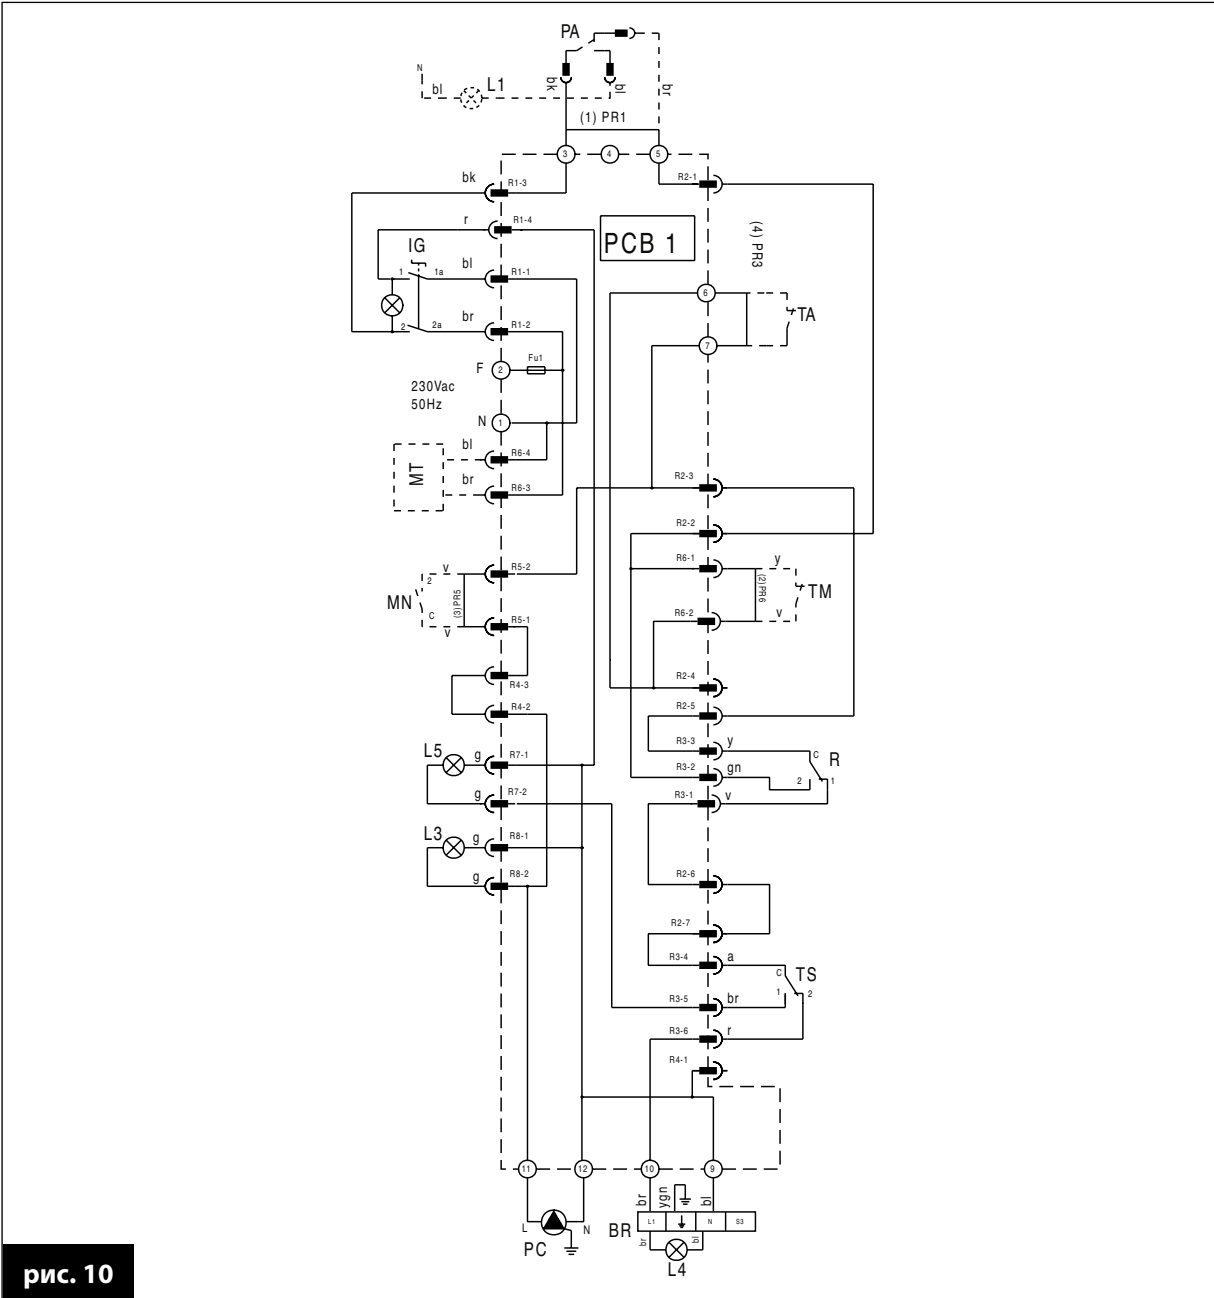 PA
N
bl
L1
bk
bl
br
(1) PR1
3
4
5
bk
R1-3
R2-1
r
R1-4
PCB 1
(4) PR3
IG
bl
1
1a
R1-1
6
TA
br
2
2a
R1-2
7
F
2
Fu1
230Vac
50Hz
N
1
bl
R6-4
MT
br
R6-3
R2-3
R2-2
v
R5-2
R6-1
y
2
MN
(3)PR5
(2)PR6
TM
C
v
R5-1
R6-2
v
R4-3
R2-4
R4-2
R2-5
L5
g
R7-1
R3-3
y
C
R
R3-2
gn
2
1
g
R7-2
R3-1
v
L3
g
R8-1
g
R8-2
R2-6
R2-7
R3-4
a
C
TS
1
2
R3-5
br
R3-6
r
R4-1
11
12
10
9
br
ygn
bl
L
N
PC
BR
L1
N
S3
br
bl
L4
рис. 10